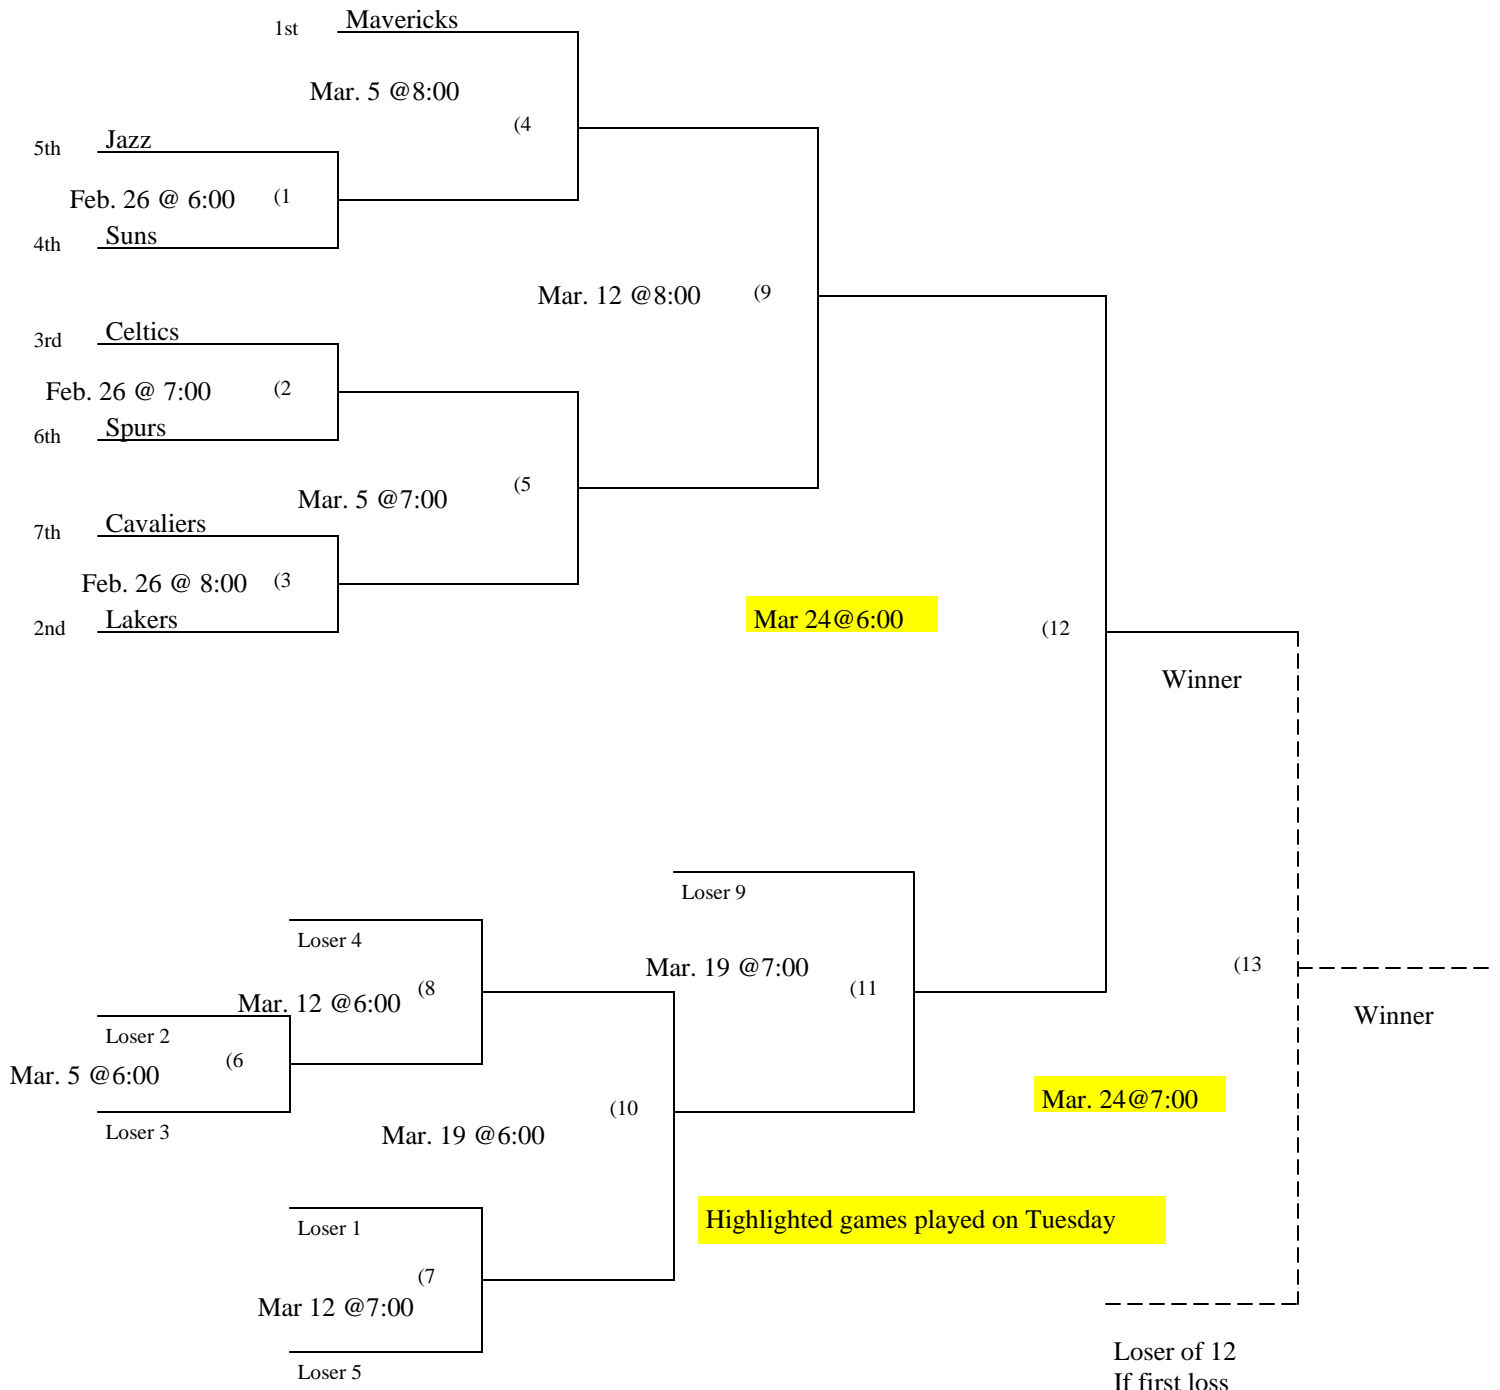 1st Mavericks
Mar. 5 @8:00
(4
5th Jazz
Feb. 26 @ 6:00 (1
4th Suns
Mar. 12 @8:00 (9
3rd Celtics
Feb. 26 @ 7:00 (2
6th Spurs
Mar. 5 @7:00 (5
7th Cavaliers
Feb. 26 @ 8:00 (3
2nd Lakers
Mar 24@6:00 (12
Winner
Loser 9
Loser 4
Mar. 19 @7:00 (11
(13
Mar. 12 @6:00 (8
Winner
Loser 2
Mar. 5 @6:00 (6
Mar. 24@7:00
Loser 3
Mar. 19 @6:00 (10
Highlighted games played on Tuesday
Loser 1
(7
Mar 12 @7:00
Loser 5
Loser of 12
If first loss